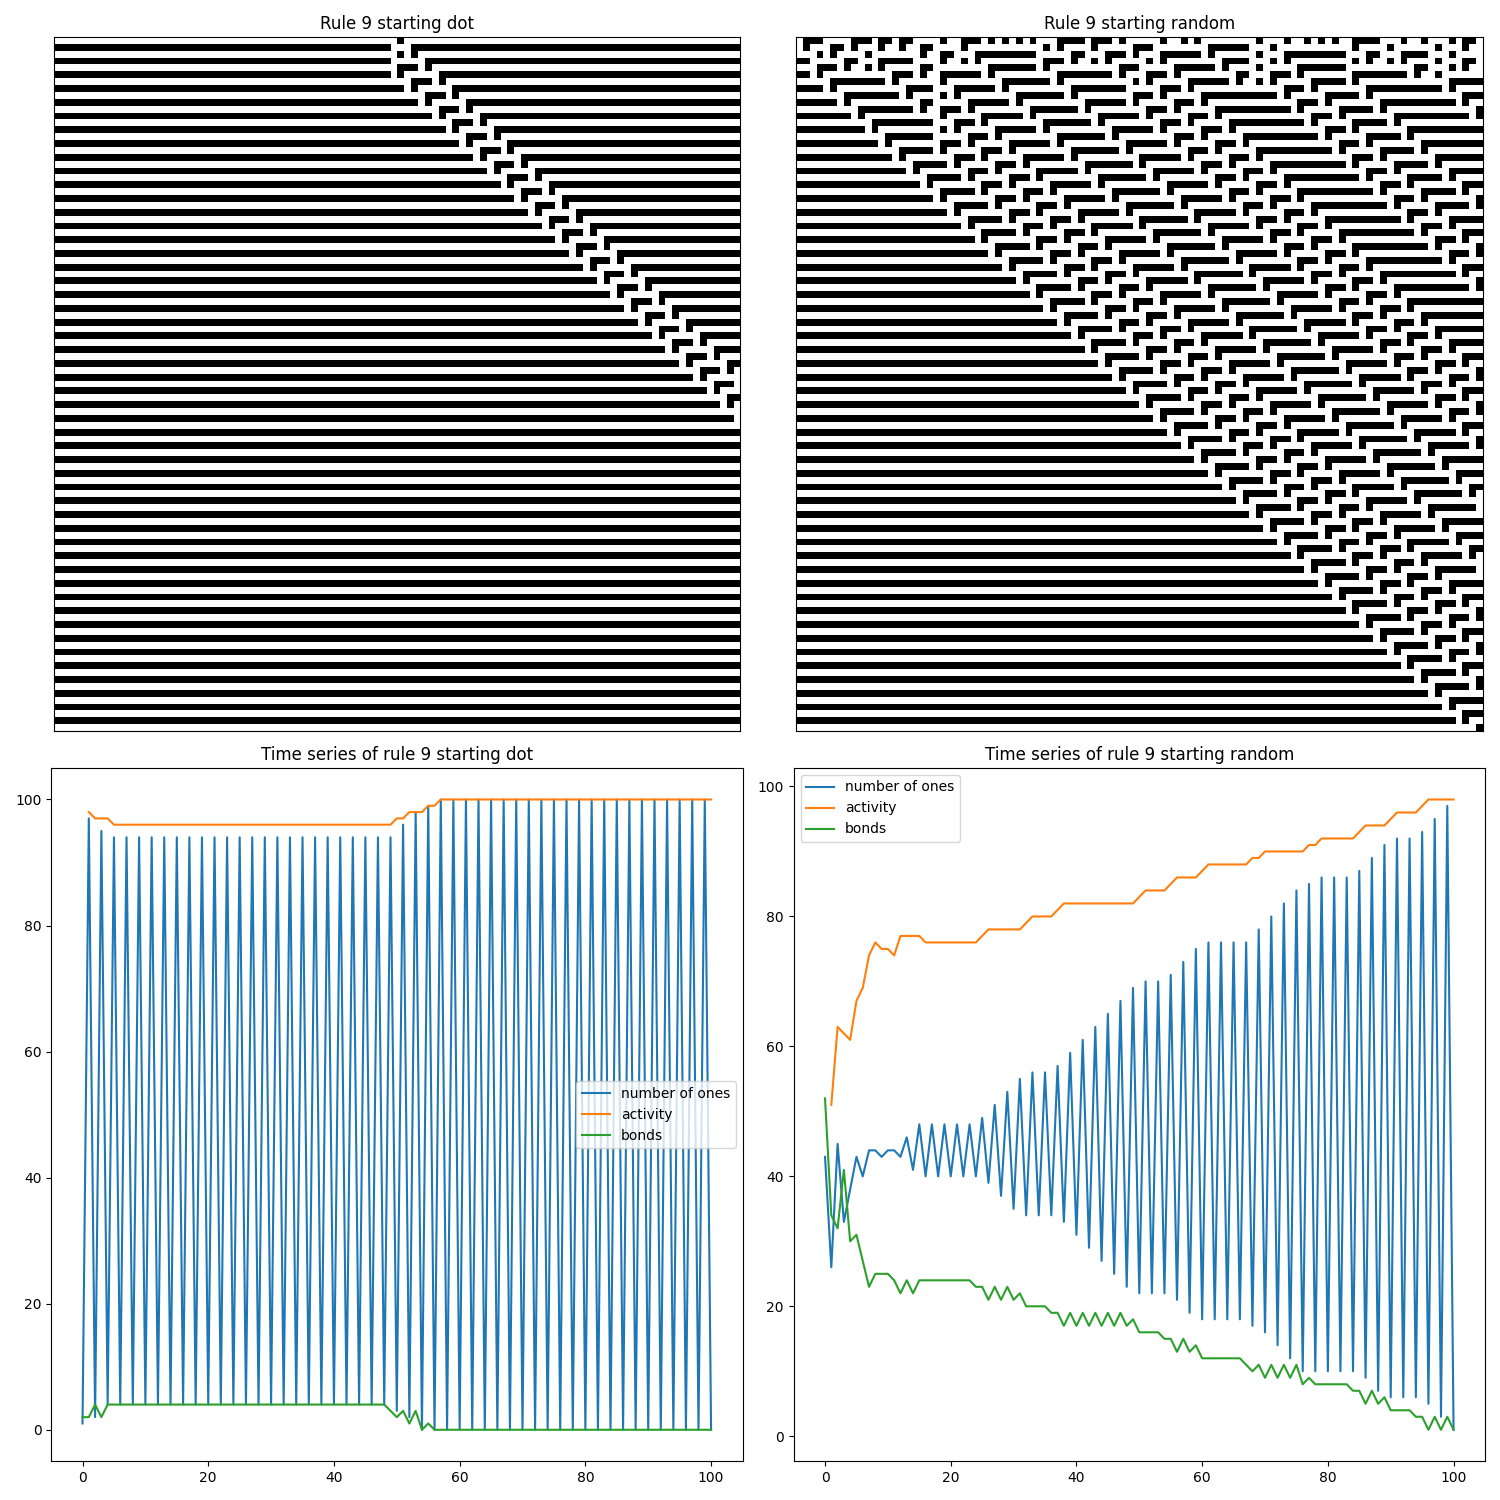 Rule 9 starting dot
Rule 9 starting random
Time series of rule 9 starting dot
100
80
60
40
20
0
number of ones
activity
bonds
0 20 40 60 80 100
Time series of rule 9 starting random
number of ones
activity
bonds
100
80
60
40
20
0
0 20 40 60 80 100